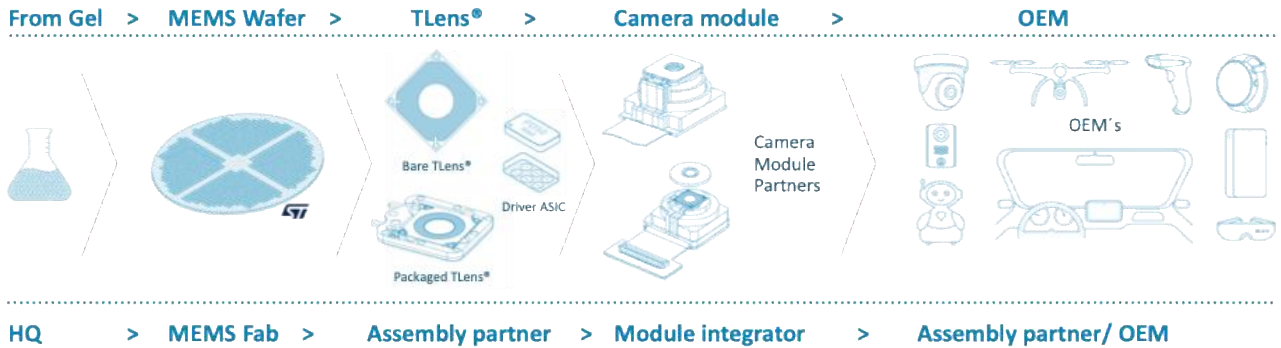 From Gel > MEMS Wafer > TLens® > Camera module > OEM
Bare TLens®
Driver ASIC
Packaged TLens®
ST
Camera
Module
Partners
OEM´s
HQ > MEMS Fab > Assembly partner > Module integrator > Assembly partner/ OEM